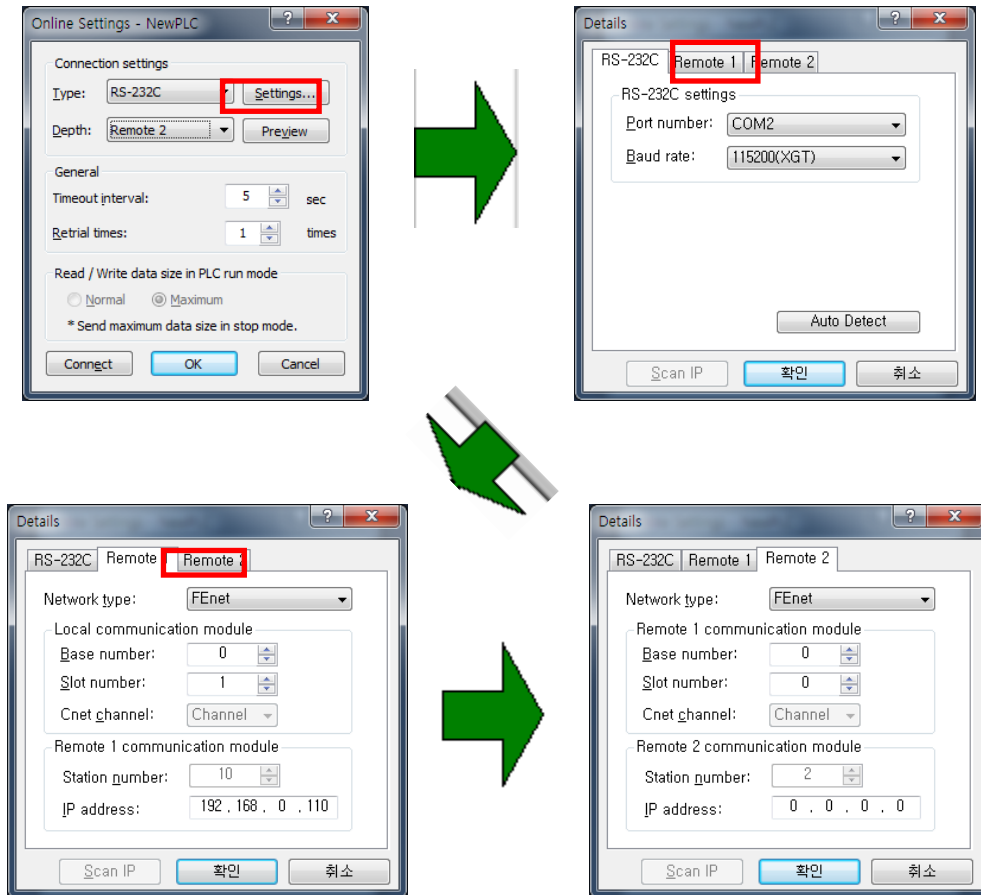 Online Settings - NewPLC
Connection settings
Type: RS-232C Settings...
Depth: Remote 2 Preview
General
Timeout interval: 5 sec
Retrial times: 1 times
Read / Write data size in PLC run mode
Normal Maximum
* Send maximum data size in stop mode.
Connect OK Cancel
Details
RS-232C Remote 1 Remote 2
RS-232C settings
Port number: COM2
Baud rate: 115200(XGT)
Auto Detect
Scan IP 확인 취소
Details
RS-232C Remote 1 Remote 2
Network type: FEnet
Local communication module
Base number: 0
Slot number: 1
Cnet channel: Channel
Remote 1 communication module
Station number: 10
IP address: 192 . 168 . 0 . 110
Scan IP 확인 취소
Details
RS-232C Remote 1 Remote 2
Network type: FEnet
Remote 1 communication module
Base number: 0
Slot number: 0
Cnet channel: Channel
Remote 2 communication module
Station number: 2
IP address: 0 . 0 . 0 . 0
Scan IP 확인 취소